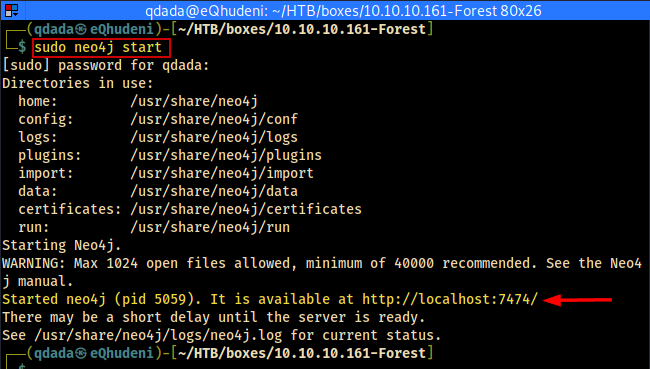 qdada@eQhudeni: ~/HTB/boxes/10.10.10.161-Forest 80x26
┌──(qdada㉿eQhudeni)-[~/HTB/boxes/10.10.10.161-Forest]
└─$ sudo neo4j start
[sudo] password for qdada:
Directories in use:
  home:         /usr/share/neo4j
  config:       /usr/share/neo4j/conf
  logs:         /usr/share/neo4j/logs
  plugins:      /usr/share/neo4j/plugins
  import:       /usr/share/neo4j/import
  data:         /usr/share/neo4j/data
  certificates: /usr/share/neo4j/certificates
  run:          /usr/share/neo4j/run
Starting Neo4j.
WARNING: Max 1024 open files allowed, minimum of 40000 recommended. See the Neo4
j manual.
Started neo4j (pid 5059). It is available at http://localhost:7474/
There may be a short delay until the server is ready.
See /usr/share/neo4j/logs/neo4j.log for current status.
┌──(qdada㉿eQhudeni)-[~/HTB/boxes/10.10.10.161-Forest]